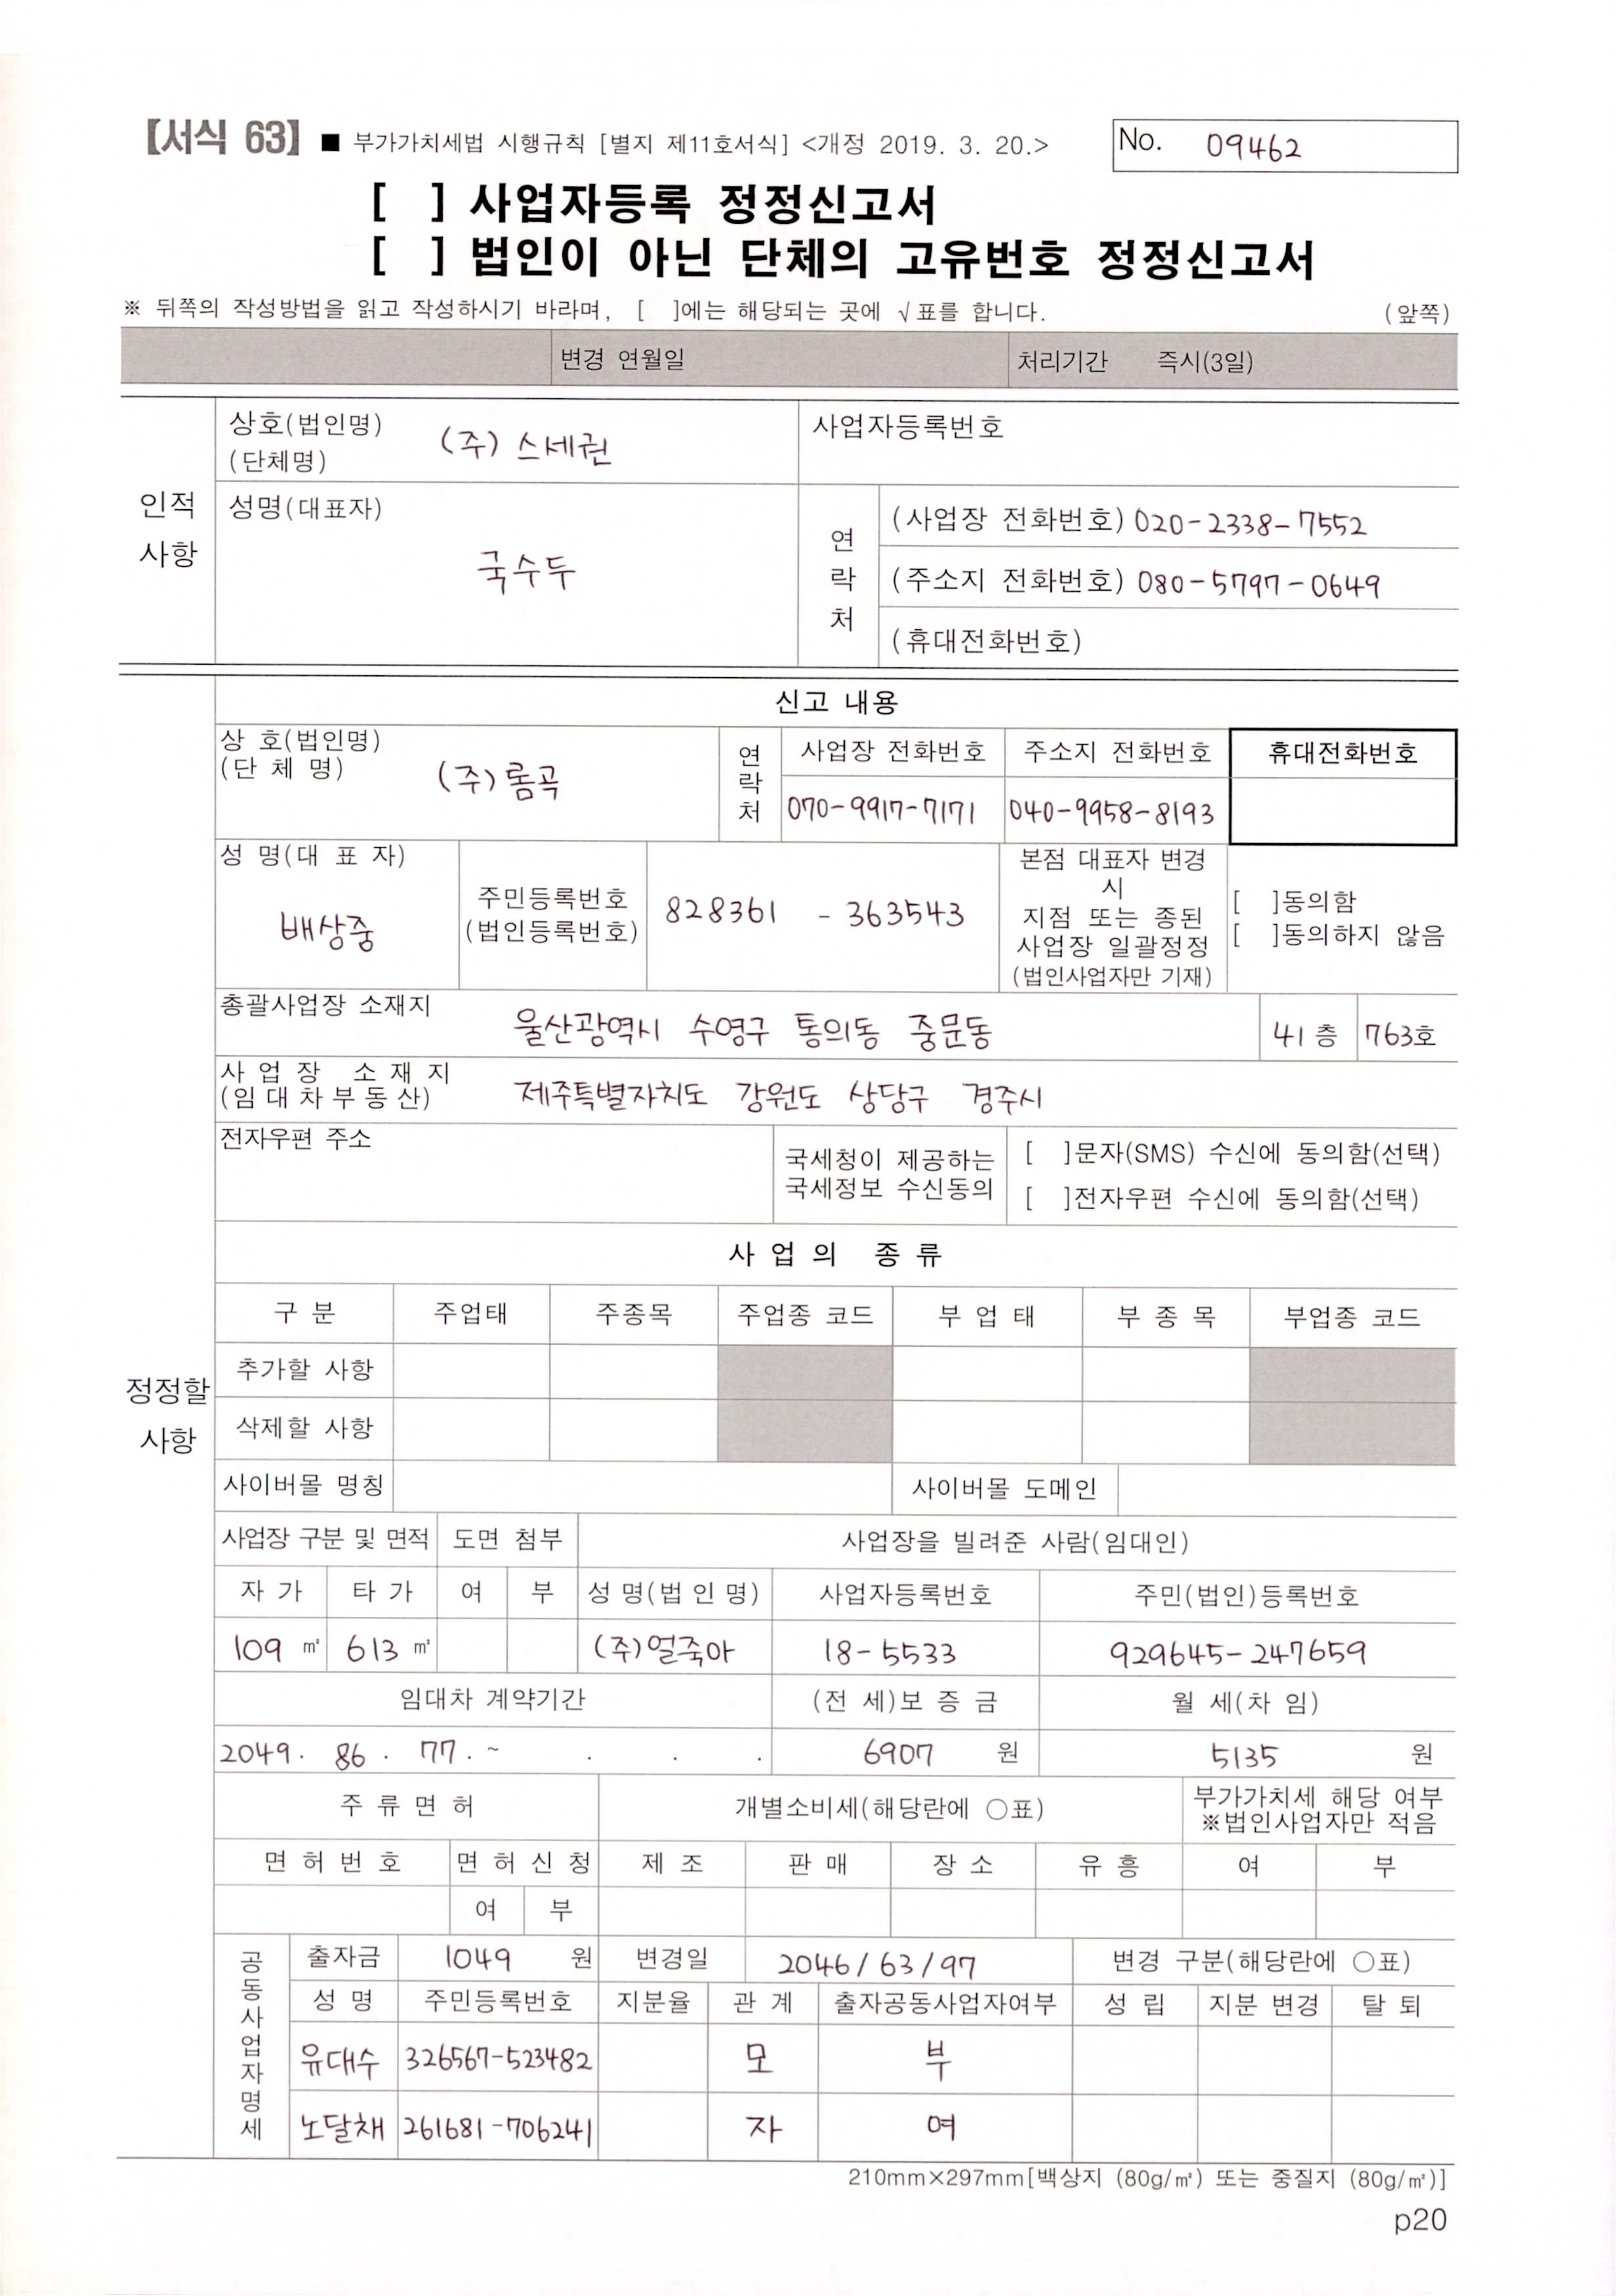 【서식 63】 ■ 부가가치세법 시행규칙 [별지 제11호서식] <개정 2019. 3. 20.> No. 09462
[ ] 사업자등록 정정신고서
[ ] 법인이 아닌 단체의 고유번호 정정신고서
※ 뒤쪽의 작성방법을 읽고 작성하시기 바라며, [ ]에는 해당되는 곳에 √표를 합니다. (앞쪽)
변경 연월일 처리기간 즉시(3일)
인적 사항
상호(법인명) (단체명) (주) 스세권 사업자등록번호
성명(대표자) 국수두
연락처 (사업장 전화번호) 020-2338-7552
(주소지 전화번호) 080-5797-0649
(휴대전화번호)
정정할 사항
신고 내용
상 호(법인명) (단 체 명) (주)롬곡
연락처 사업장 전화번호 주소지 전화번호 휴대전화번호
070-9917-7171 040-9958-8193
성 명(대 표 자) 배상중
주민등록번호 (법인등록번호) 828361 - 363543
본점 대표자 변경
시
지점 또는 종된
사업장 일괄정정
(법인사업자만 기재)
[ ]동의함
[ ]동의하지 않음
총괄사업장 소재지 울산광역시 수영구 통의동 중문동 41 층 763호
사 업 장 소 재 지
(임 대 차 부 동 산) 제주특별자치도 강원도 상당구 경주시
전자우편 주소
국세청이 제공하는
국세정보 수신동의
[ ]문자(SMS) 수신에 동의함(선택)
[ ]전자우편 수신에 동의함(선택)
사 업 의 종 류
구 분 주업태 주종목 주업종 코드 부 업 태 부 종 목 부업종 코드
추가할 사항
삭제할 사항
사이버몰 명칭 사이버몰 도메인
사업장 구분 및 면적 도면 첨부 사업장을 빌려준 사람(임대인)
자 가 타 가 여 부 성 명(법 인 명) 사업자등록번호 주민(법인)등록번호
109 ㎡ 613 ㎡ (주)얼죽아 18-5533 929645-247659
임대차 계약기간 (전 세)보 증 금 월 세(차 임)
2049. 86. 77. ~ . . . 6907 원 5135 원
주 류 면 허 개별소비세(해당란에 ○표) 부가가치세 해당 여부
※법인사업자만 적음
면 허 번 호 면 허 신 청 제 조 판 매 장 소 유 흥 여 부
여 부
공동사업자명세
출자금 1049 원 변경일 2046/63/97 변경 구분(해당란에 ○표)
성 명 주민등록번호 지분율 관 계 출자공동사업자여부 성 립 지분 변경 탈 퇴
유대수 326567-523482 모 부
노달채 261681-706241 자 여
210mm×297mm[백상지 (80g/㎡) 또는 중질지 (80g/㎡)]
p20